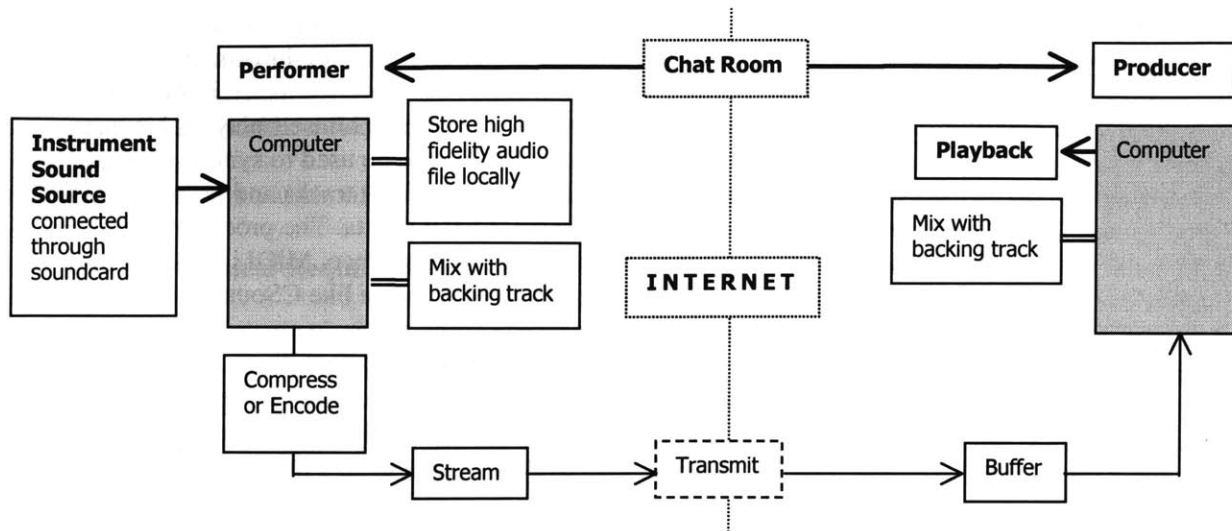 Performer
Chat Room
Producer
Instrument
Sound
Source
connected
through
soundcard
Computer
Store high
fidelity audio
file locally
Mix with
backing track
Compress
or Encode
Stream
INTERNET
Transmit
Playback
Computer
Mix with
backing track
Buffer